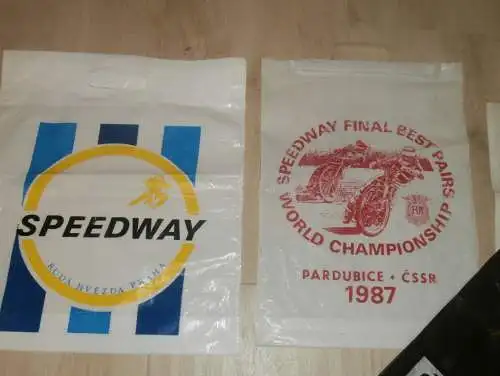 SPEEDWAY
RUDÁ HVĚZDA PRAHA
SPEEDWAY FINAL BEST PAIRS
WORLD CHAMPIONSHIP
PARDUBICE • ČSSR
1987